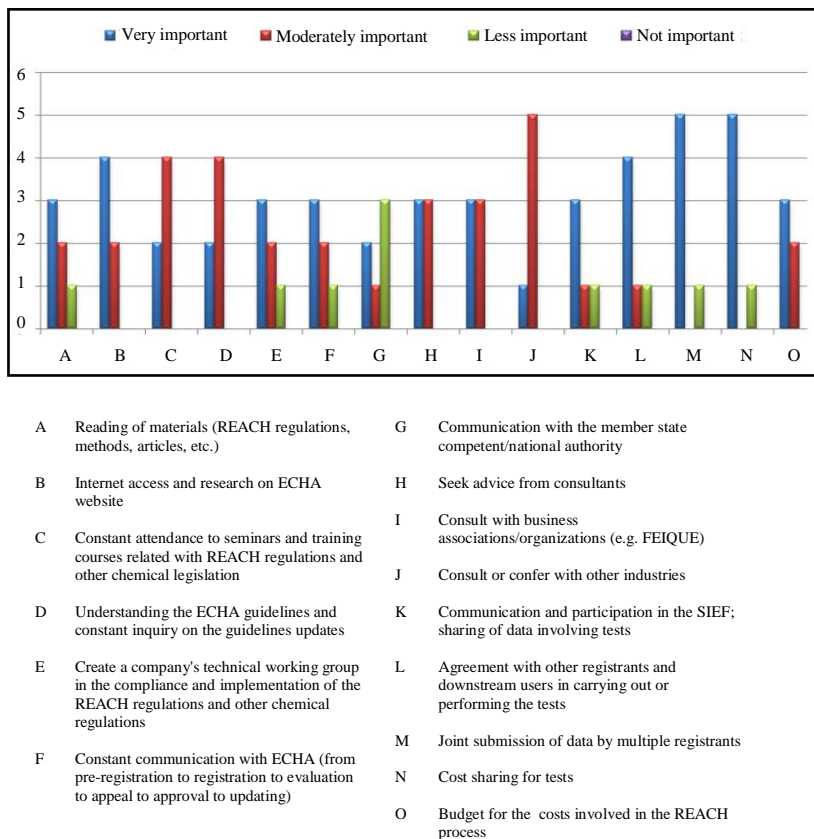 Very important Moderately important Less important Not important
6
5
4
3
2
1
0
A B C D E F G H I J K L M N O
A Reading of materials (REACH regulations,
methods, articles, etc.)
B Internet access and research on ECHA
website
C Constant attendance to seminars and training
courses related with REACH regulations and
other chemical legislation
D Understanding the ECHA guidelines and
constant inquiry on the guidelines updates
E Create a company's technical working group
in the compliance and implementation of the
REACH regulations and other chemical
regulations
F Constant communication with ECHA (from
pre-registration to registration to evaluation
to appeal to approval to updating)
G Communication with the member state
competent/national authority
H Seek advice from consultants
I Consult with business
associations/organizations (e.g. FEIQUE)
J Consult or confer with other industries
K Communication and participation in the SIEF;
sharing of data involving tests
L Agreement with other registrants and
downstream users in carrying out or
performing the tests
M Joint submission of data by multiple registrants
N Cost sharing for tests
O Budget for the costs involved in the REACH
process